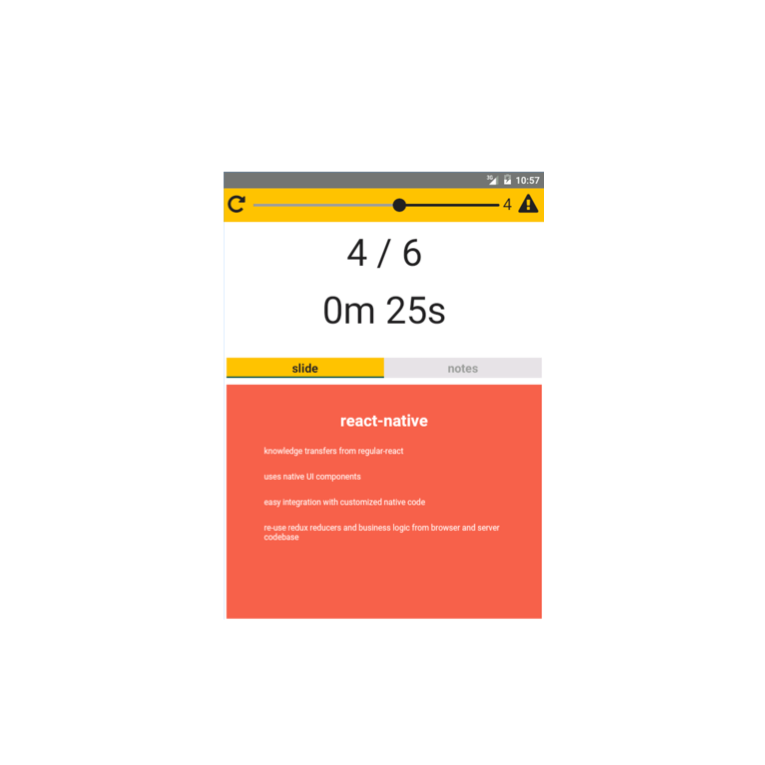 3G 10:57
4
4 / 6
0m 25s
slide notes
react-native
knowledge transfers from regular-react
uses native UI components
easy integration with customized native code
re-use redux reducers and business logic from browser and server
codebase